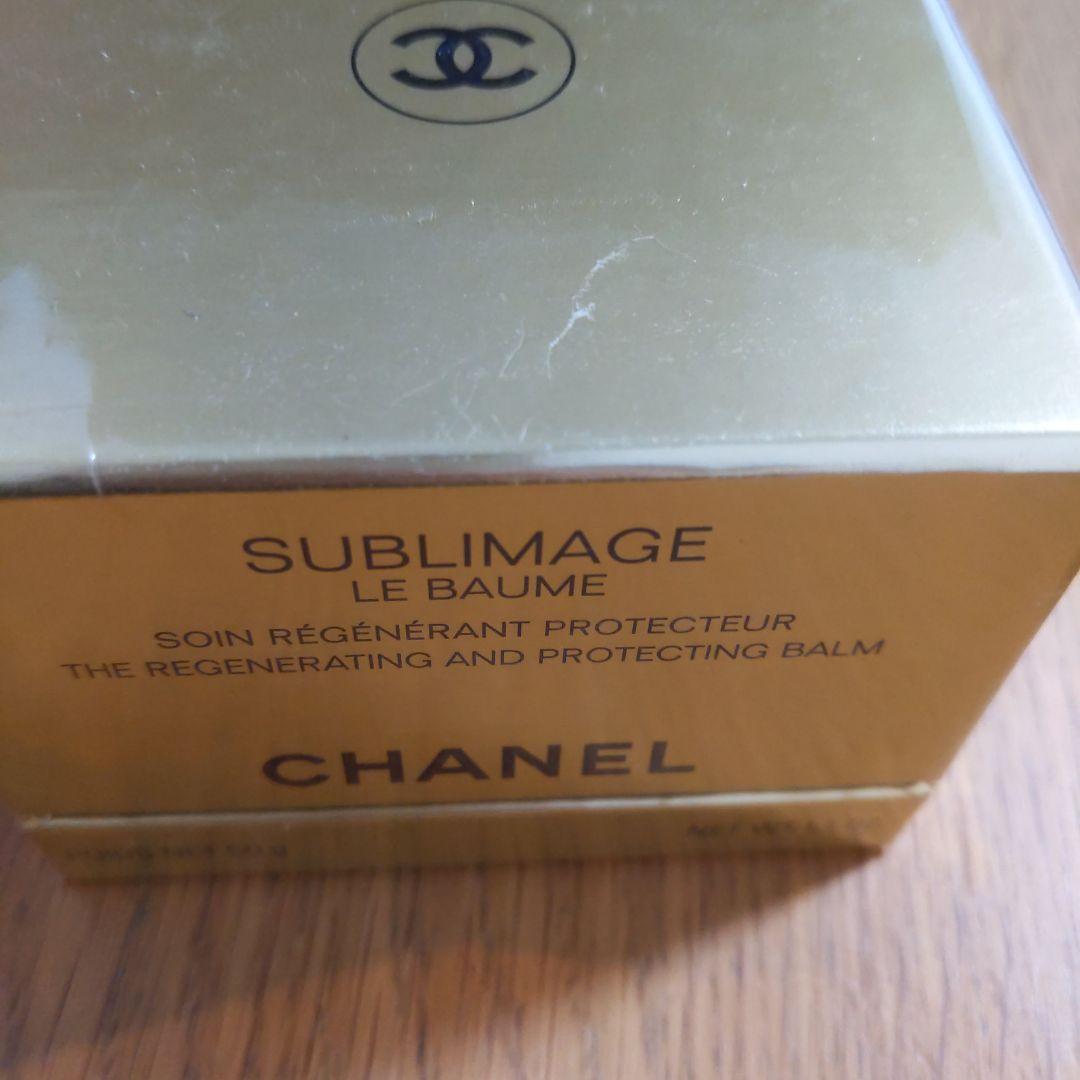 SUBLIMAGE
LE BAUME
SOIN RÉGÉNÉRANT PROTECTEUR
THE REGENERATING AND PROTECTING BALM
CHANEL